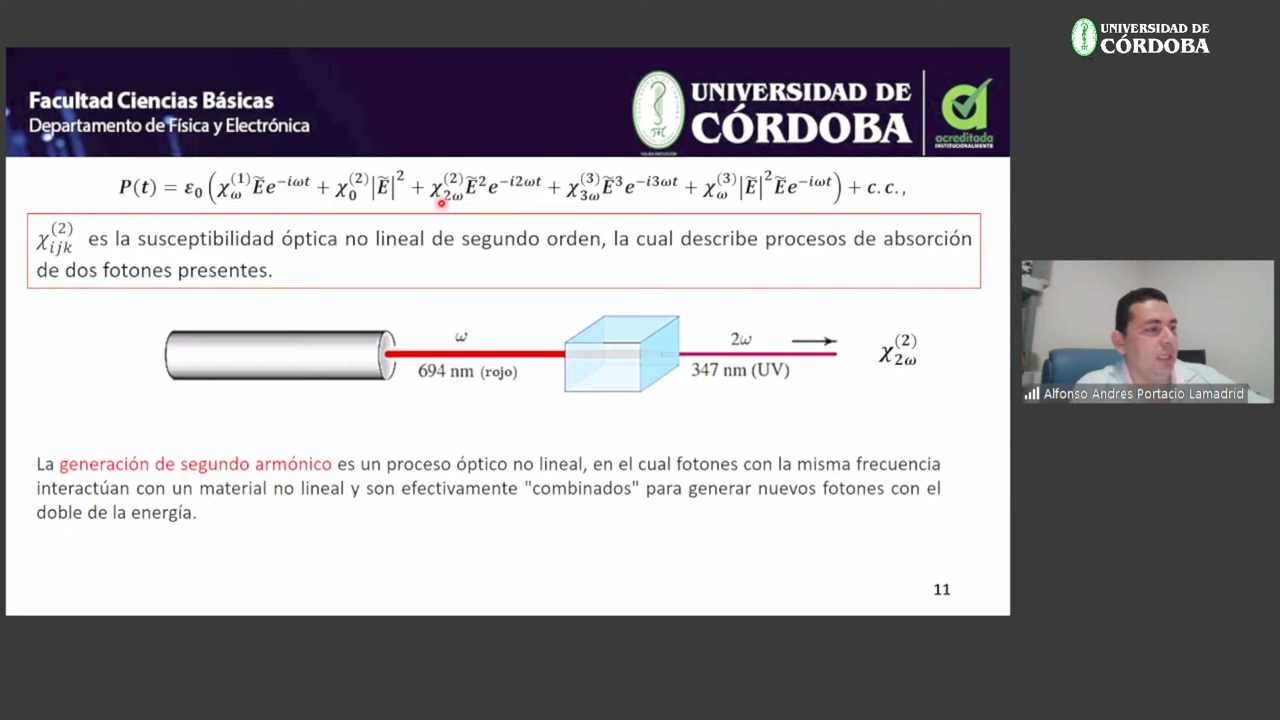 UNIVERSIDAD DE
CÓRDOBA
Facultad Ciencias Básicas
Departamento de Física y Electrónica
UNIVERSIDAD DE
CÓRDOBA
acreditada
INSTITUCIONALMENTE
P(t) = ε₀ (χ_ω^(1) Ẽe^(−iωt) + χ_0^(2) |Ẽ|² + χ_2ω^(2) Ẽ² e^(−i2ωt) + χ_3ω^(3) Ẽ³ e^(−i3ωt) + χ_ω^(3) |Ẽ|² Ẽe^(−iωt)) + c. c.,
χ_ijk^(2) es la susceptibilidad óptica no lineal de segundo orden, la cual describe procesos de absorción
de dos fotones presentes.
ω
694 nm (rojo)
2ω
347 nm (UV)
χ_2ω^(2)
La generación de segundo armónico es un proceso óptico no lineal, en el cual fotones con la misma frecuencia
interactúan con un material no lineal y son efectivamente "combinados" para generar nuevos fotones con el
doble de la energía.
11
Alfonso Andres Portacio Lamadrid